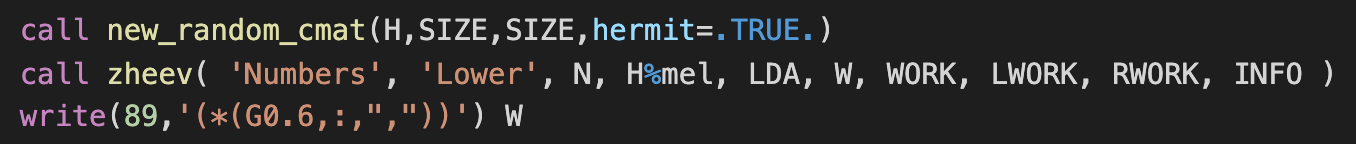 call new_random_cmat(H,SIZE,SIZE,hermit=.TRUE.)
call zheev( 'Numbers', 'Lower', N, H%mel, LDA, W, WORK, LWORK, RWORK, INFO )
write(89,'(*(G0.6,:,","))') W